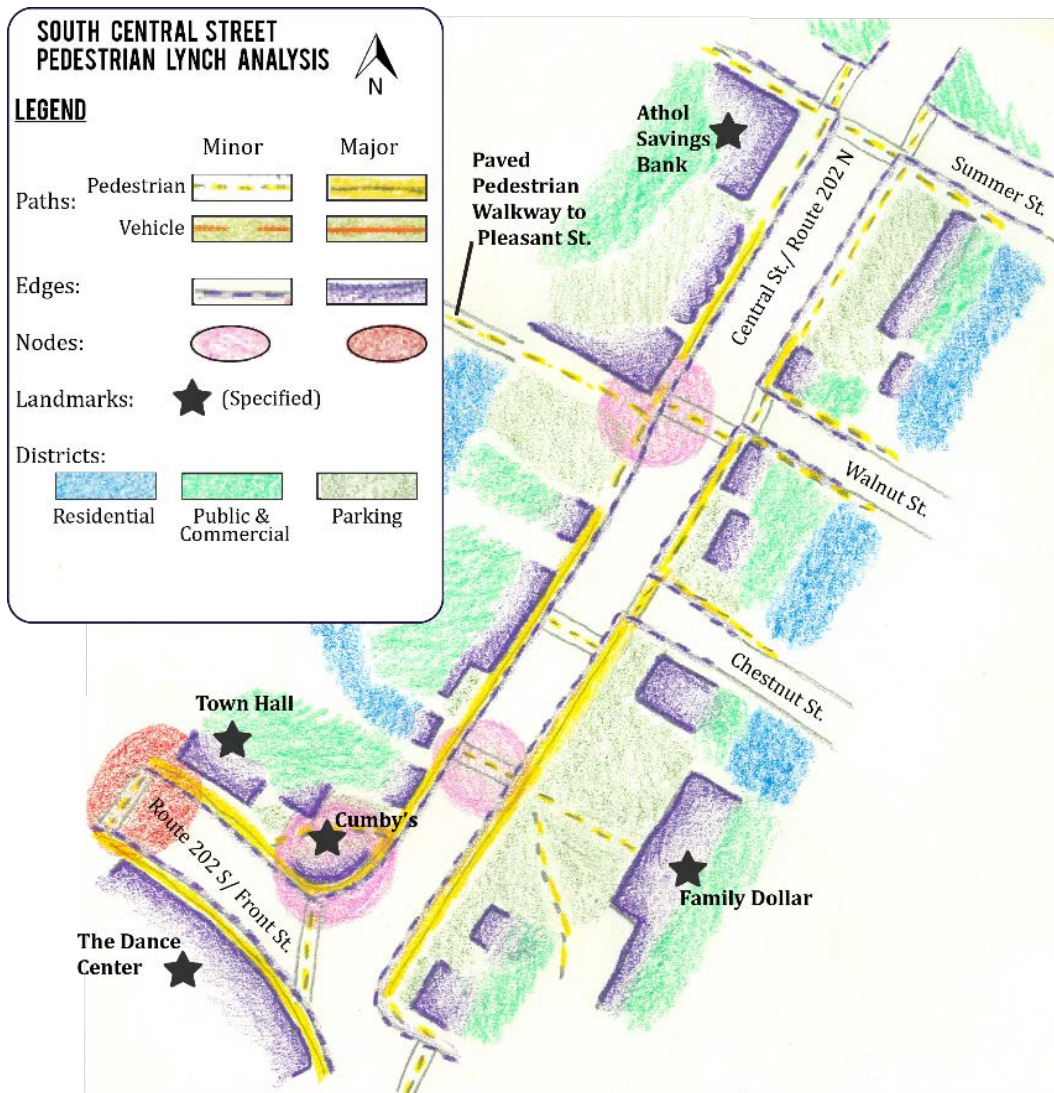 SOUTH CENTRAL STREET
PEDESTRIAN LYNCH ANALYSIS
N
LEGEND
Minor
Major
Paths:
Pedestrian
Vehicle
Edges:
Nodes:
Landmarks:
(Specified)
Districts:
Residential
Public &
Commercial
Parking
Athol
Savings
Bank
Paved
Pedestrian
Walkway to
Pleasant St.
Summer St.
Central St./ Route 202 N
Walnut St.
Chestnut St.
Town Hall
Cumby's
Route 202 S/ Front St.
Family Dollar
The Dance
Center